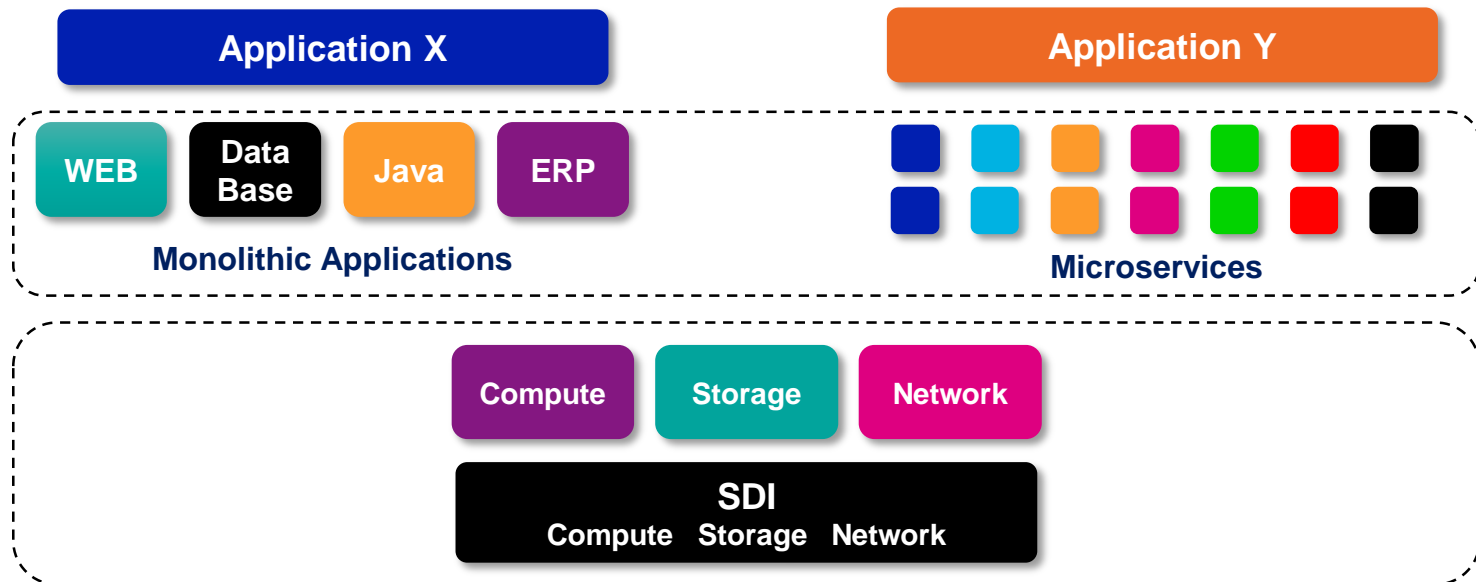 Application X
Application Y
WEB
Data
Base
Java
ERP
Monolithic Applications
Microservices
Compute
Storage
Network
SDI
Compute Storage Network